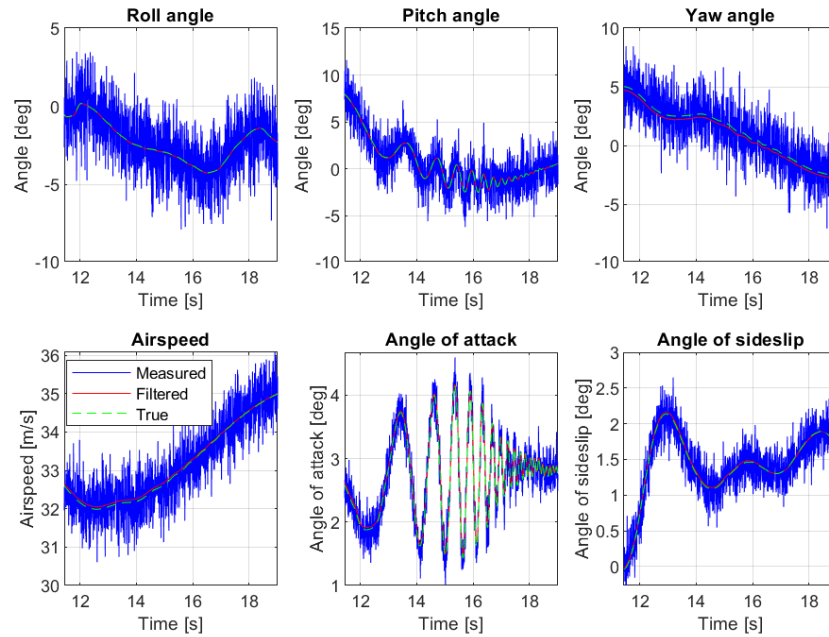 Roll angle
5
0
-5
-10
Angle [deg]
12 14 16 18
Time [s]
Pitch angle
15
10
5
0
-5
-10
Angle [deg]
12 14 16 18
Time [s]
Yaw angle
10
5
0
-5
-10
Angle [deg]
12 14 16 18
Time [s]
Airspeed
Measured
Filtered
True
36
35
34
33
32
31
30
Airspeed [m/s]
12 14 16 18
Time [s]
Angle of attack
4
3
2
1
Angle of attack [deg]
12 14 16 18
Time [s]
Angle of sideslip
3
2.5
2
1.5
1
0.5
0
Angle of sideslip [deg]
12 14 16 18
Time [s]